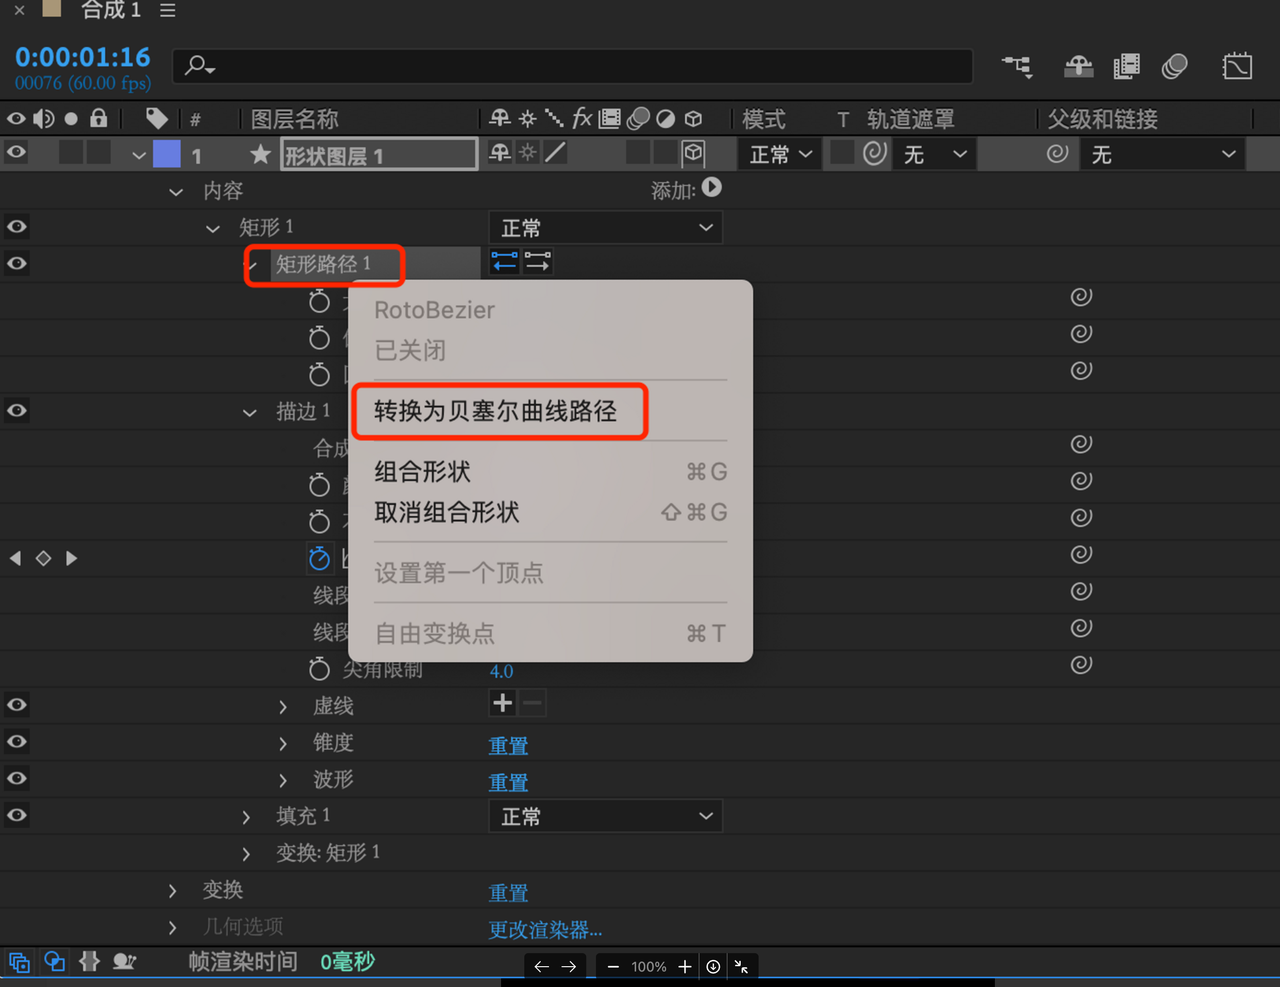 × 合成 1 ≡
0:00:01:16
00076 (60.00 fps)
# 图层名称 fx 模式 T 轨道遮罩 父级和链接
1 ★ 形状图层 1 正常 无 无
内容 添加:
矩形 1 正常
矩形路径 1
RotoBezier
已关闭
描边 1
转换为贝塞尔曲线路径
合成
组合形状 ⌘G
取消组合形状 ⇧⌘G
设置第一个顶点
线段
线段
自由变换点 ⌘T
尖角限制 4.0
虚线 + −
锥度 重置
波形 重置
填充 1 正常
变换: 矩形 1
变换 重置
几何选项 更改渲染器...
帧渲染时间 0毫秒
← → − 100% +